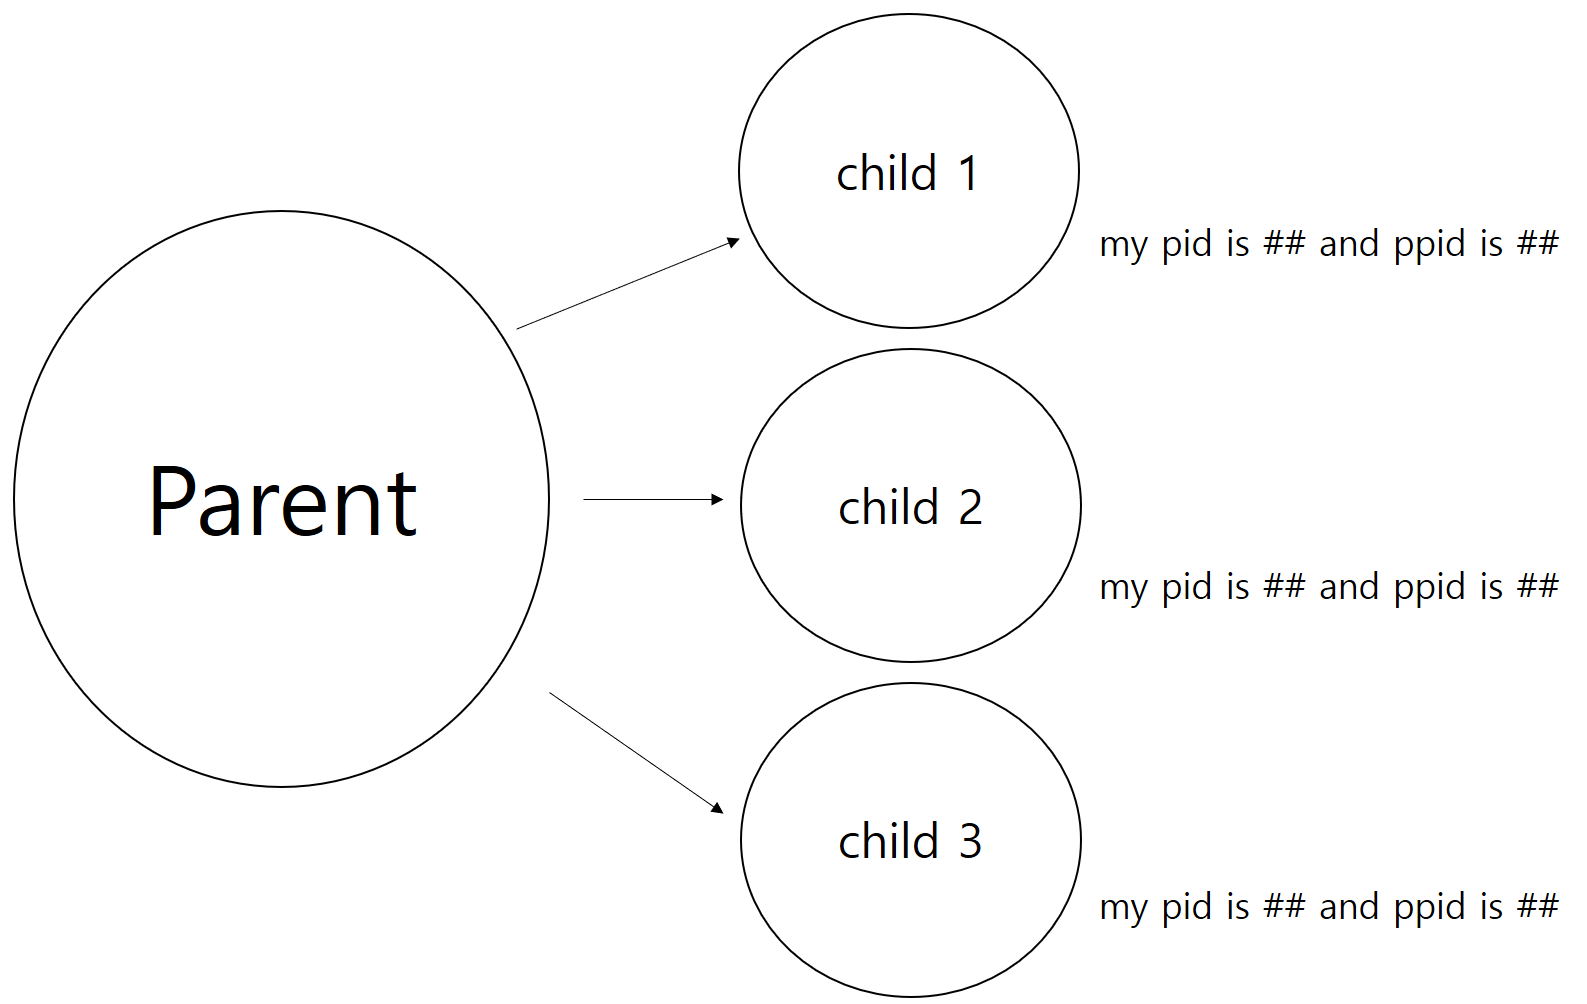 child 1
my pid is ## and ppid is ##
Parent
child 2
my pid is ## and ppid is ##
child 3
my pid is ## and ppid is ##